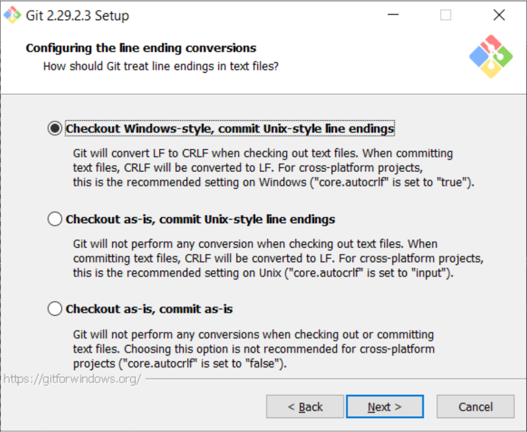 Git 2.29.2.3 Setup
Configuring the line ending conversions
How should Git treat line endings in text files?
Checkout Windows-style, commit Unix-style line endings
Git will convert LF to CRLF when checking out text files. When committing
text files, CRLF will be converted to LF. For cross-platform projects,
this is the recommended setting on Windows ("core.autocrlf" is set to "true").
Checkout as-is, commit Unix-style line endings
Git will not perform any conversion when checking out text files. When
committing text files, CRLF will be converted to LF. For cross-platform projects,
this is the recommended setting on Unix ("core.autocrlf" is set to "input").
Checkout as-is, commit as-is
Git will not perform any conversions when checking out or committing
text files. Choosing this option is not recommended for cross-platform
projects ("core.autocrlf" is set to "false").
https://gitforwindows.org/
< Back Next > Cancel